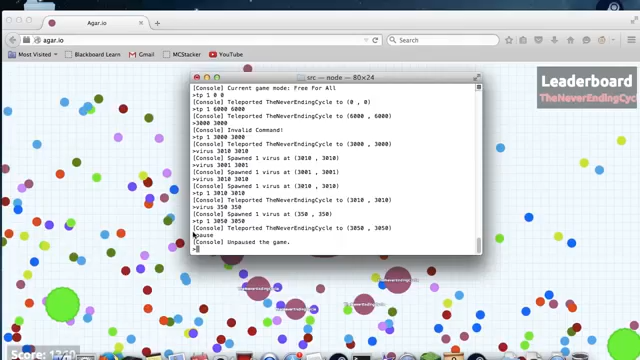 Agar.io
agar.io
Search
Most Visited
Blackboard Learn
Gmail
MCStacker
YouTube
src — node — 80×24
[Console] Current game mode: Free For All
>tp 1 0 0
[Console] Teleported TheNeverEndingCycle to (0 , 0)
>tp 1 6000 6000
[Console] Teleported TheNeverEndingCycle to (6000 , 6000)
>3000 3000
[Console] Invalid Command!
>tp 1 3000 3000
[Console] Teleported TheNeverEndingCycle to (3000 , 3000)
>virus 3010 3010
[Console] Spawned 1 virus at (3010 , 3010)
>virus 3001 3001
[Console] Spawned 1 virus at (3001 , 3001)
>virus 3010 3010
[Console] Spawned 1 virus at (3010 , 3010)
>tp 1 3010 3010
[Console] Teleported TheNeverEndingCycle to (3010 , 3010)
>virus 350 350
[Console] Spawned 1 virus at (350 , 350)
>tp 1 3050 3050
[Console] Teleported TheNeverEndingCycle to (3050 , 3050)
pause
[Console] Unpaused the game.
>
Leaderboard
TheNeverEndingCycl
TheNeverEndingCycle
TheNeverEndingCycle
TheNeverEndingCycle
TheNeverEndingCycle
Score: